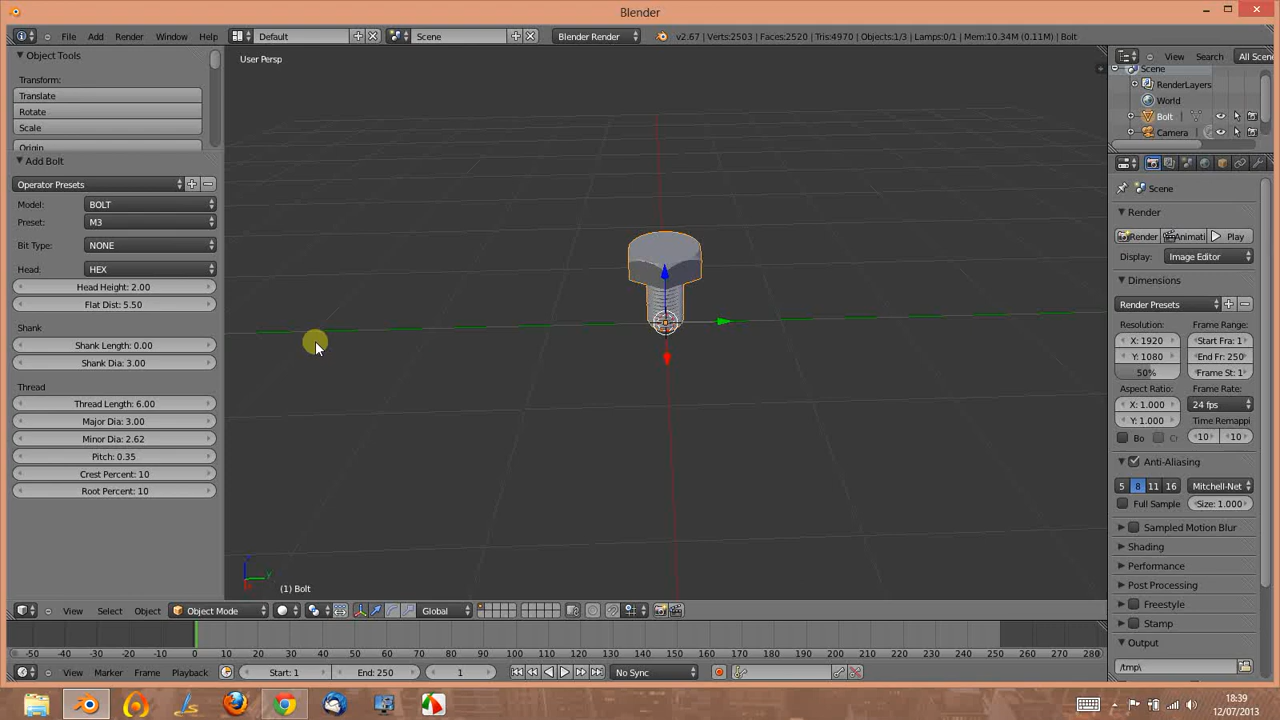 Blender
File Add Render Window Help
Default
Scene
Blender Render
v2.67 | Verts:2503 | Faces:2520 | Tris:4970 | Objects:1/3 | Lamps:0/1 | Mem:10.34M (0.11M) | Bolt
Object Tools
Transform:
Translate
Rotate
Scale
Origin
Add Bolt
Operator Presets
Model: BOLT
Preset: M3
Bit Type: NONE
Head: HEX
Head Height: 2.00
Flat Dist: 5.50
Shank
Shank Length: 0.00
Shank Dia: 3.00
Thread
Thread Length: 6.00
Major Dia: 3.00
Minor Dia: 2.62
Pitch: 0.35
Crest Percent: 10
Root Percent: 10
User Persp
(1) Bolt
View Select Object Object Mode Global
View Search All Scene
Scene
RenderLayers
World
Bolt
Camera
Scene
Render
Render Animati Play
Display: Image Editor
Dimensions
Render Presets
Resolution: Frame Range:
X: 1920 Start Fra: 1
Y: 1080 End Fr: 250
50% Frame St: 1
Aspect Ratio: Frame Rate:
X: 1.000 24 fps
Y: 1.000 Time Remappi
Bo Cr 10 10
Anti-Aliasing
5 8 11 16 Mitchell-Net
Full Sample Size: 1.000
Sampled Motion Blur
Shading
Performance
Post Processing
Freestyle
Stamp
Output
/tmp\
-50 -40 -30 -20 -10 0 10 20 30 40 50 60 70 80 90 100 110 120 130 140 150 160 170 180 190 200 210 220 230 240 250 260 270 280
View Marker Frame Playback Start: 1 End: 250 1 No Sync
18:39
12/07/2013